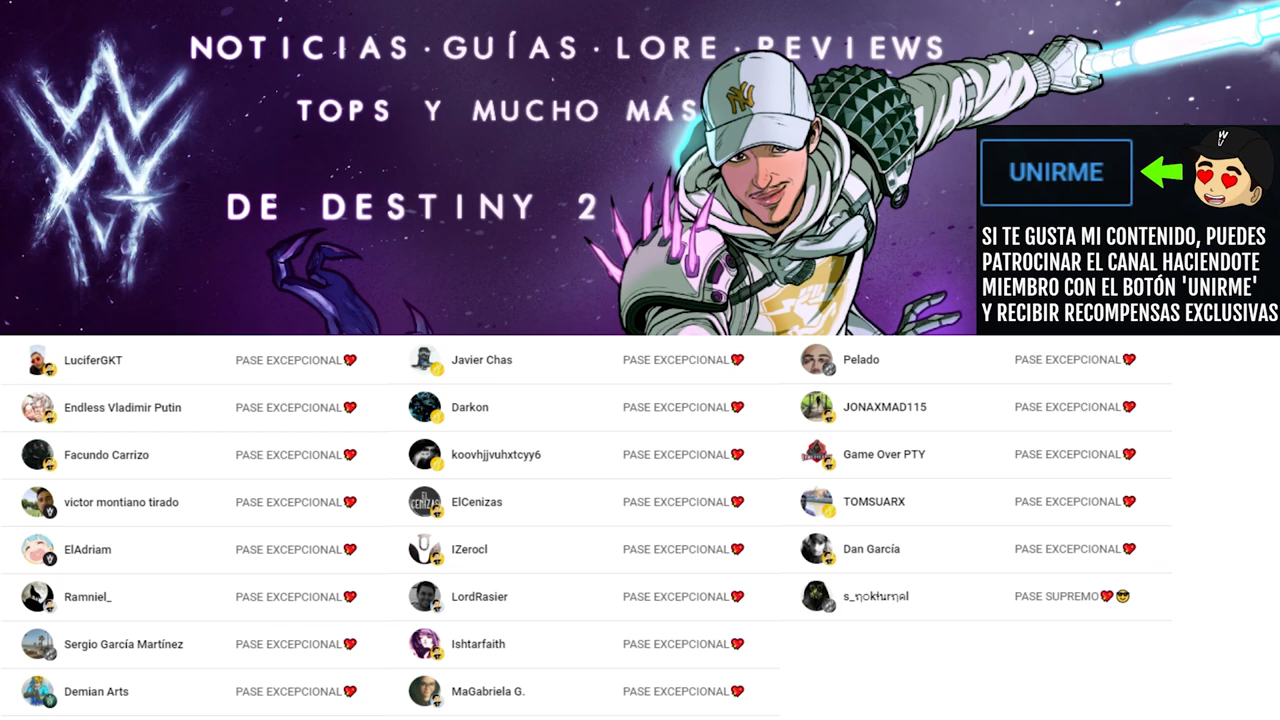 NOTICIAS · GUÍAS · LORE · REVIEWS
TOPS Y MUCHO MÁS
DE DESTINY 2
UNIRME
SI TE GUSTA MI CONTENIDO, PUEDES
PATROCINAR EL CANAL HACIENDOTE
MIEMBRO CON EL BOTÓN 'UNIRME'
Y RECIBIR RECOMPENSAS EXCLUSIVAS
LuciferGKT PASE EXCEPCIONAL💖
Endless Vladimir Putin PASE EXCEPCIONAL💖
Facundo Carrizo PASE EXCEPCIONAL💖
victor montiano tirado PASE EXCEPCIONAL💖
ElAdriam PASE EXCEPCIONAL💖
Ramniel_ PASE EXCEPCIONAL💖
Sergio García Martínez PASE EXCEPCIONAL💖
Demian Arts PASE EXCEPCIONAL💖
Javier Chas PASE EXCEPCIONAL💖
Darkon PASE EXCEPCIONAL💖
koovhjjvuhxtcyy6 PASE EXCEPCIONAL💖
ElCenizas PASE EXCEPCIONAL💖
IZerocl PASE EXCEPCIONAL💖
LordRasier PASE EXCEPCIONAL💖
Ishtarfaith PASE EXCEPCIONAL💖
MaGabriela G. PASE EXCEPCIONAL💖
Pelado PASE EXCEPCIONAL💖
JONAXMAD115 PASE EXCEPCIONAL💖
Game Over PTY PASE EXCEPCIONAL💖
TOMSUARX PASE EXCEPCIONAL💖
Dan García PASE EXCEPCIONAL💖
PASE SUPREMO💖😎